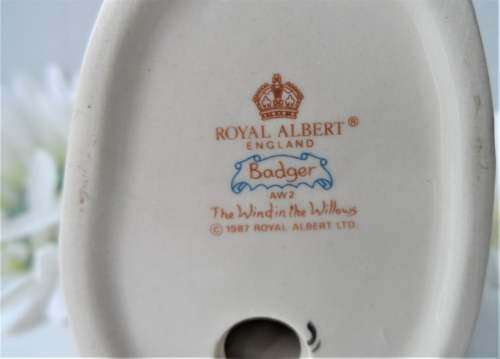 ROYAL ALBERT®
ENGLAND
Badger
AW2
The Wind in the Willows
© 1987 ROYAL ALBERT LTD.